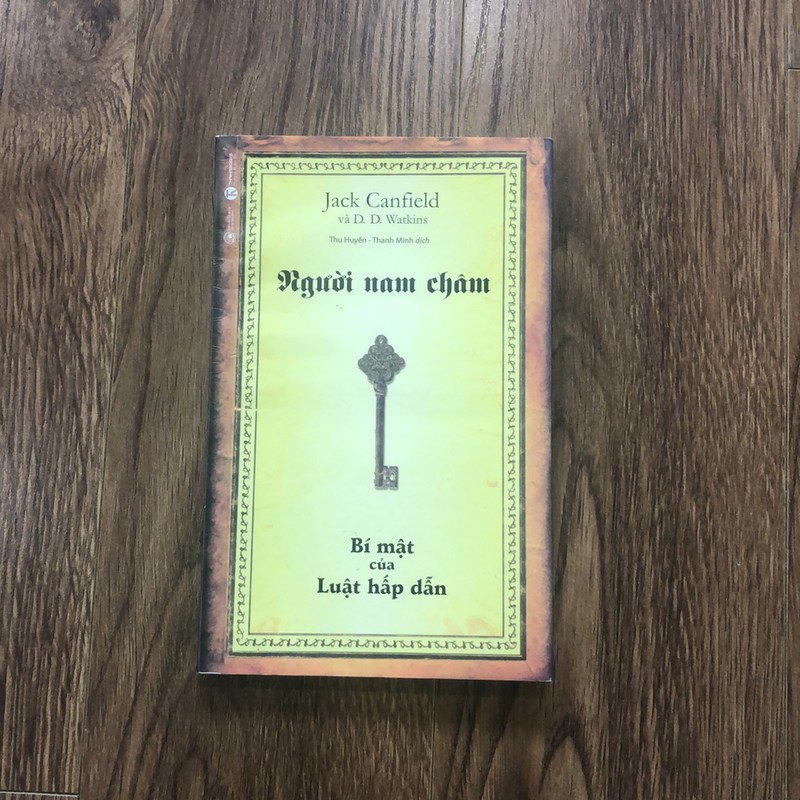 Jack Canfield
và D. D. Watkins
Thu Huyền - Thanh Minh dịch
Người nam châm
Bí mật
của
Luật hấp dẫn